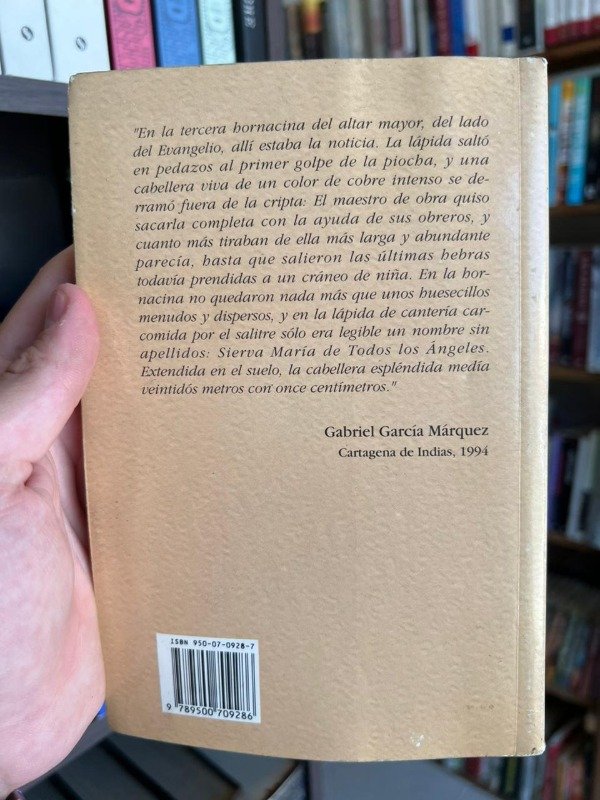 "En la tercera hornacina del altar mayor, del lado
del Evangelio, allí estaba la noticia. La lápida saltó
en pedazos al primer golpe de la piocha, y una
cabellera viva de un color de cobre intenso se de-
rramó fuera de la cripta: El maestro de obra quiso
sacarla completa con la ayuda de sus obreros, y
cuanto más tiraban de ella más larga y abundante
parecía, hasta que salieron las últimas hebras
todavía prendidas a un cráneo de niña. En la hor-
nacina no quedaron nada más que unos huesecillos
menudos y dispersos, y en la lápida de cantería car-
comida por el salitre sólo era legible un nombre sin
apellidos: Sierva María de Todos los Ángeles.
Extendida en el suelo, la cabellera espléndida medía
veintidós metros con once centímetros."
Gabriel García Márquez
Cartagena de Indias, 1994
ISBN 950-07-0928-7
9 789500 709286